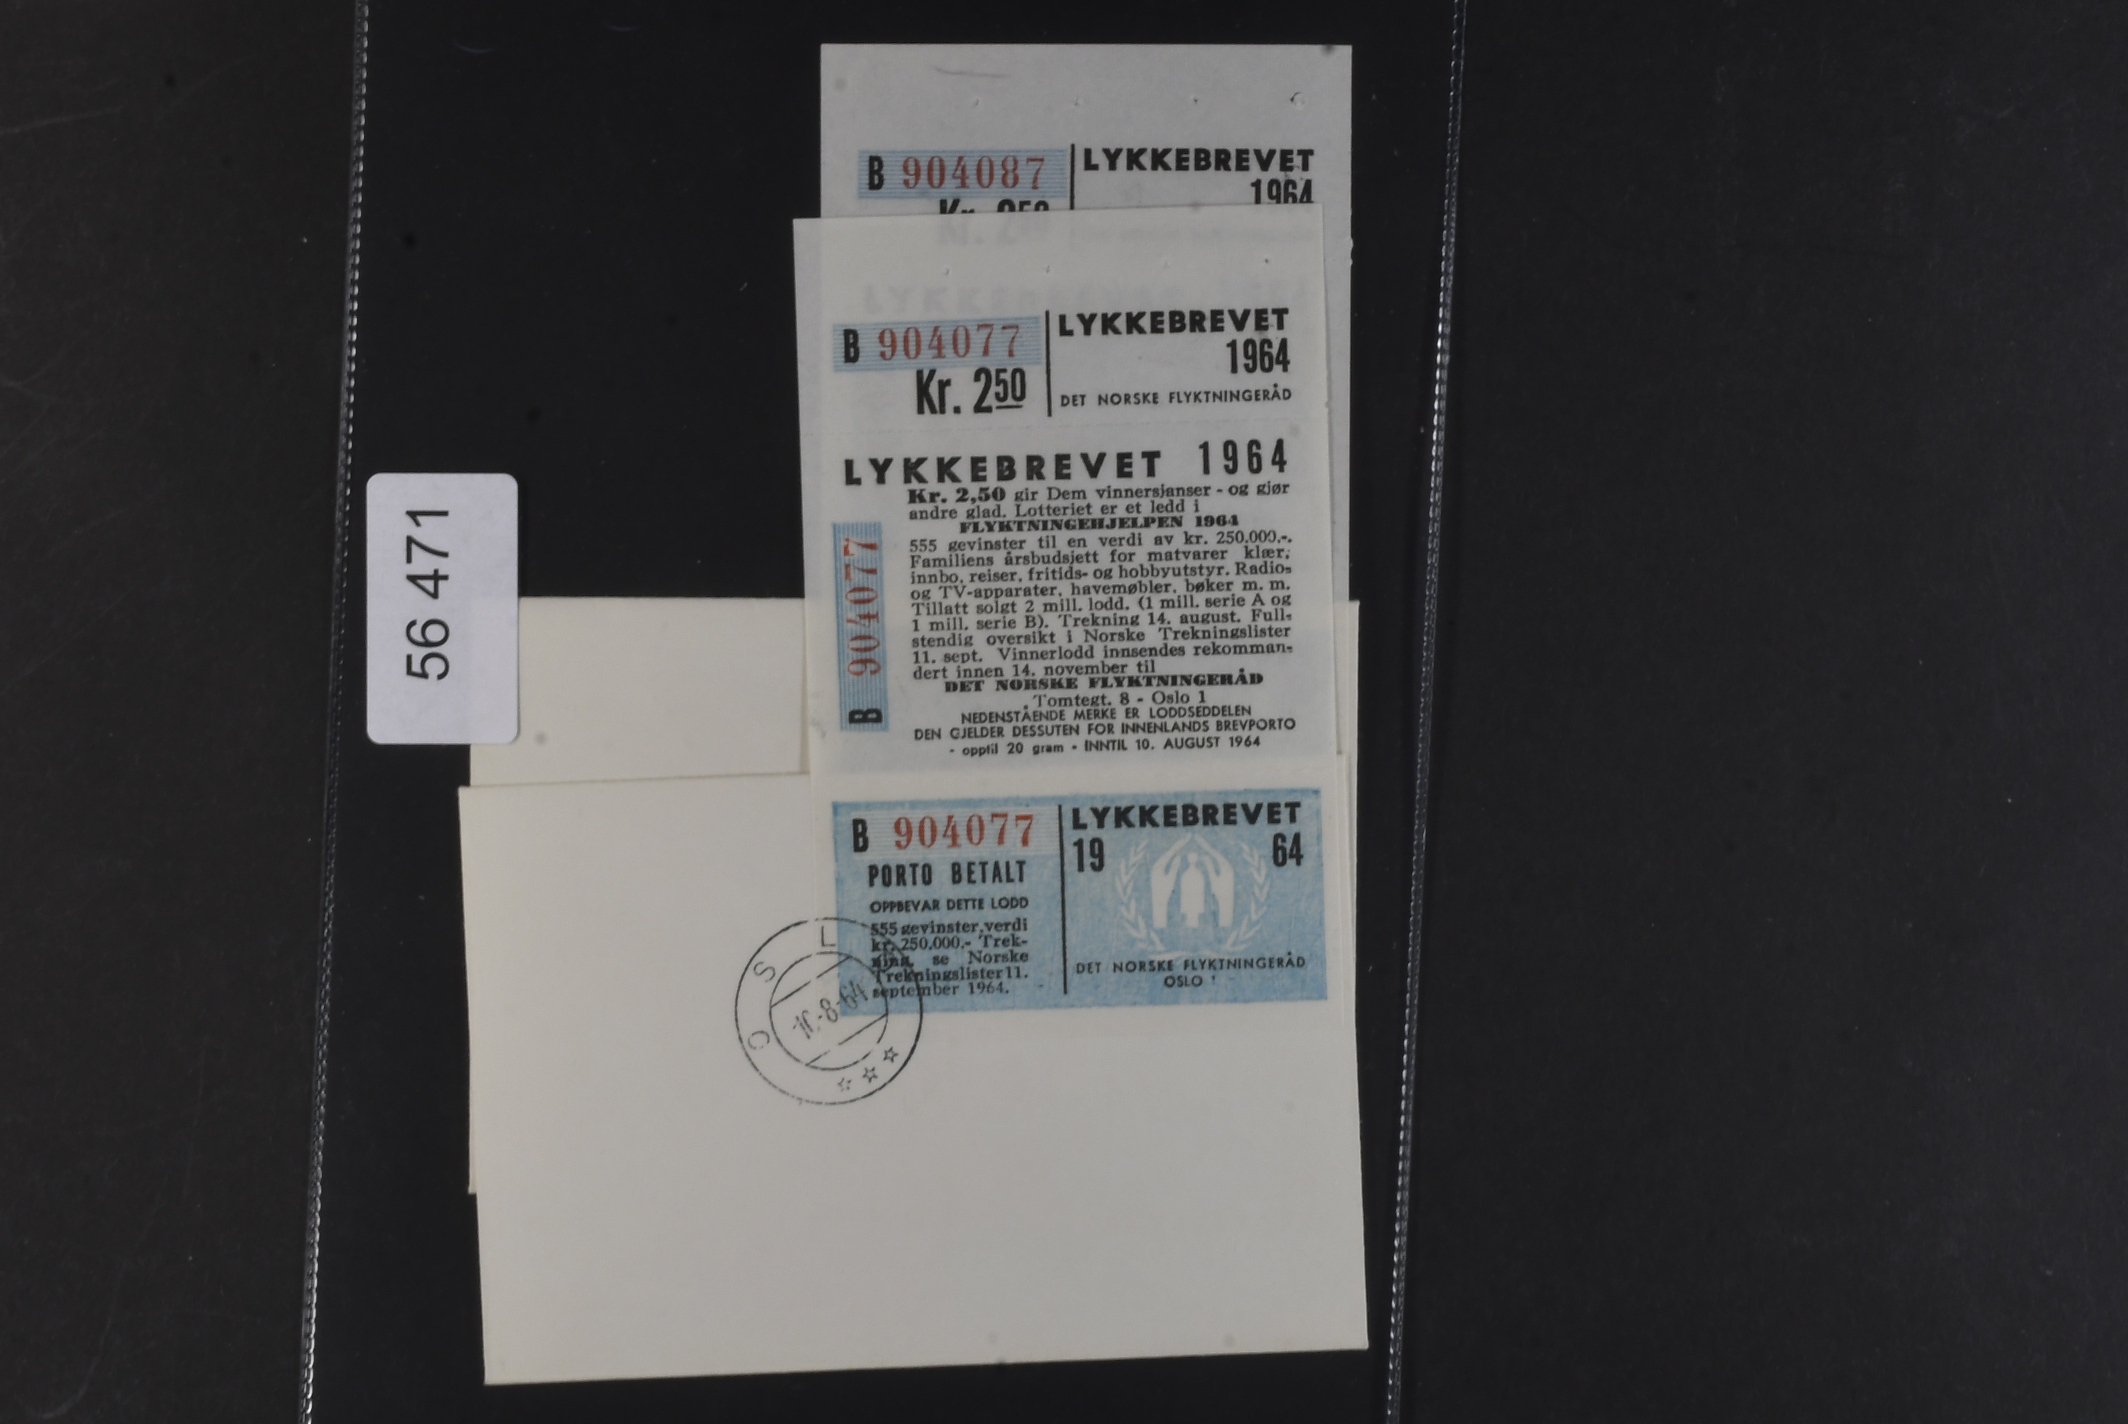 B 904087
LYKKEBREVET
1964
Kr. 250
B 904077
Kr. 250
LYKKEBREVET
1964
DET NORSKE FLYKTNINGERÅD
LYKKEBREVET 1964
Kr. 2,50 gir Dem vinnersjanser - og gjør
andre glad. Lotteriet er et ledd i
FLYKTNINGEHJELPEN 1964
555 gevinster til en verdi av kr. 250.000.-.
Familiens årsbudsjett for matvarer klær,
innbo, reiser, fritids- og hobbyutstyr. Radio-
og TV-apparater, havemøbler, bøker m. m.
Tillatt solgt 2 mill. lodd. (1 mill. serie A og
1 mill. serie B). Trekning 14. august. Full-
stendig oversikt i Norske Trekningslister
11. sept. Vinnerlodd innsendes rekomman-
dert innen 14. november til
DET NORSKE FLYKTNINGERÅD
Tomtegt. 8 - Oslo 1
NEDENSTÅENDE MERKE ER LODDSEDDELEN
DEN GJELDER DESSUTEN FOR INNENLANDS BREVPORTO
- opptil 20 gram - INNTIL 10. AUGUST 1964
B 904077
56 471
B 904077
PORTO BETALT
OPPBEVAR DETTE LODD
555 gevinster, verdi
kr. 250.000.- Trek-
ning, se Norske
Trekningslister 11.
september 1964.
LYKKEBREVET
19 64
DET NORSKE FLYKTNINGERÅD
OSLO
OSL
-8-64